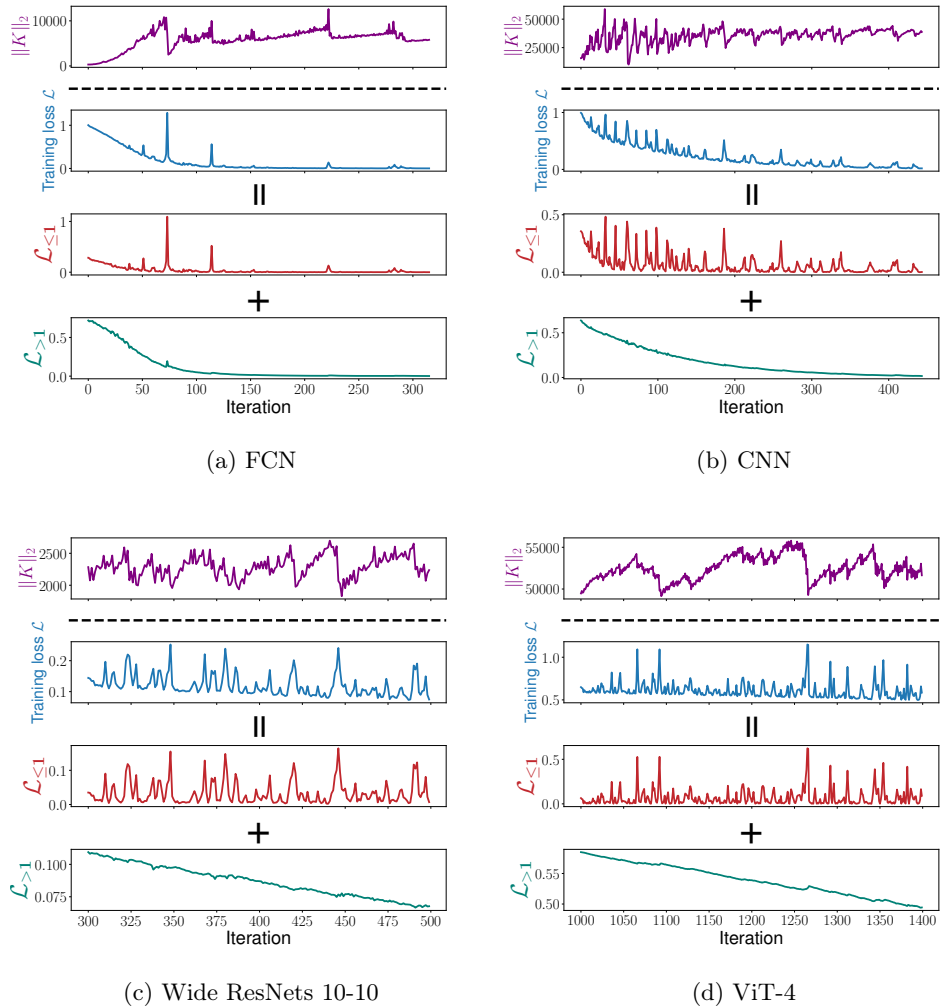 10000
0
||K||₂
1
0
Training loss ℒ
=
1
0
ℒ≤1
+
0.5
0.0
ℒ>1
0 50 100 150 200 250 300
Iteration
(a) FCN
50000
25000
||K||₂
1
0
Training loss ℒ
=
0.5
0.0
ℒ≤1
+
0.5
0.0
ℒ>1
0 100 200 300 400
Iteration
(b) CNN
2500
2000
||K||₂
0.2
0.1
Training loss ℒ
=
0.1
0.0
ℒ≤1
+
0.100
0.075
ℒ>1
300 325 350 375 400 425 450 475 500
Iteration
(c) Wide ResNets 10-10
55000
50000
||K||₂
1.0
0.5
Training loss ℒ
=
0.5
0.0
ℒ≤1
+
0.55
0.50
ℒ>1
1000 1050 1100 1150 1200 1250 1300 1350 1400
Iteration
(d) ViT-4